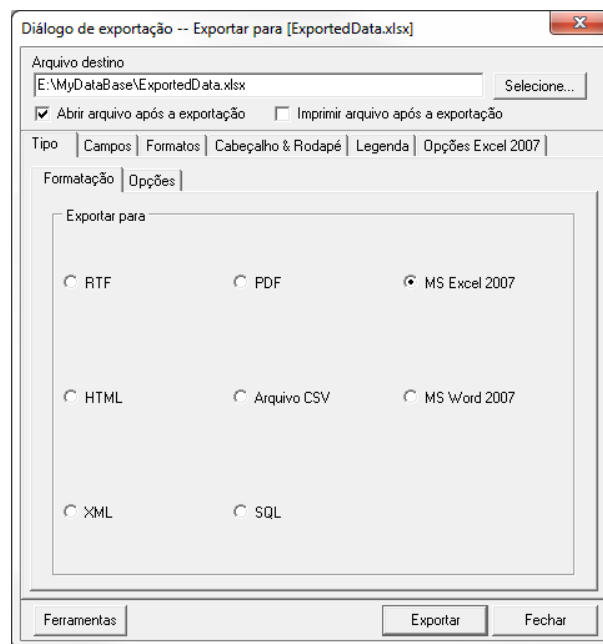 Diálogo de exportação -- Exportar para [ExportedData.xlsx]
Arquivo destino
E:\MyDataBase\ExportedData.xlsx
Selecione...
Abrir arquivo após a exportação
Imprimir arquivo após a exportação
Tipo
Campos
Formatos
Cabeçalho & Rodapé
Legenda
Opções Excel 2007
Formatação
Opções
Exportar para
RTF
PDF
MS Excel 2007
HTML
Arquivo CSV
MS Word 2007
XML
SQL
Ferramentas
Exportar
Fechar